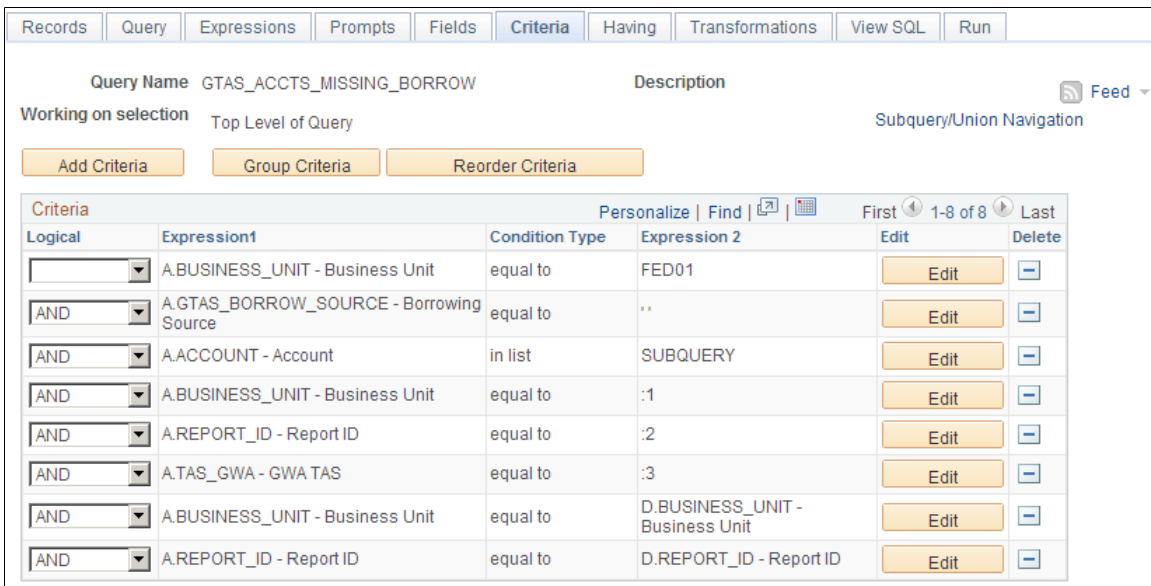 Records Query Expressions Prompts Fields Criteria Having Transformations View SQL Run
Query Name GTAS_ACCTS_MISSING_BORROW Description
Feed
Working on selection Top Level of Query Subquery/Union Navigation
Add Criteria Group Criteria Reorder Criteria
Criteria Personalize | Find | | First 1-8 of 8 Last
Logical Expression1 Condition Type Expression 2 Edit Delete
A.BUSINESS_UNIT - Business Unit equal to FED01 Edit
AND A.GTAS_BORROW_SOURCE - Borrowing Source equal to ' ' Edit
AND A.ACCOUNT - Account in list SUBQUERY Edit
AND A.BUSINESS_UNIT - Business Unit equal to :1 Edit
AND A.REPORT_ID - Report ID equal to :2 Edit
AND A.TAS_GWA - GWA TAS equal to :3 Edit
AND A.BUSINESS_UNIT - Business Unit equal to D.BUSINESS_UNIT - Business Unit Edit
AND A.REPORT_ID - Report ID equal to D.REPORT_ID - Report ID Edit